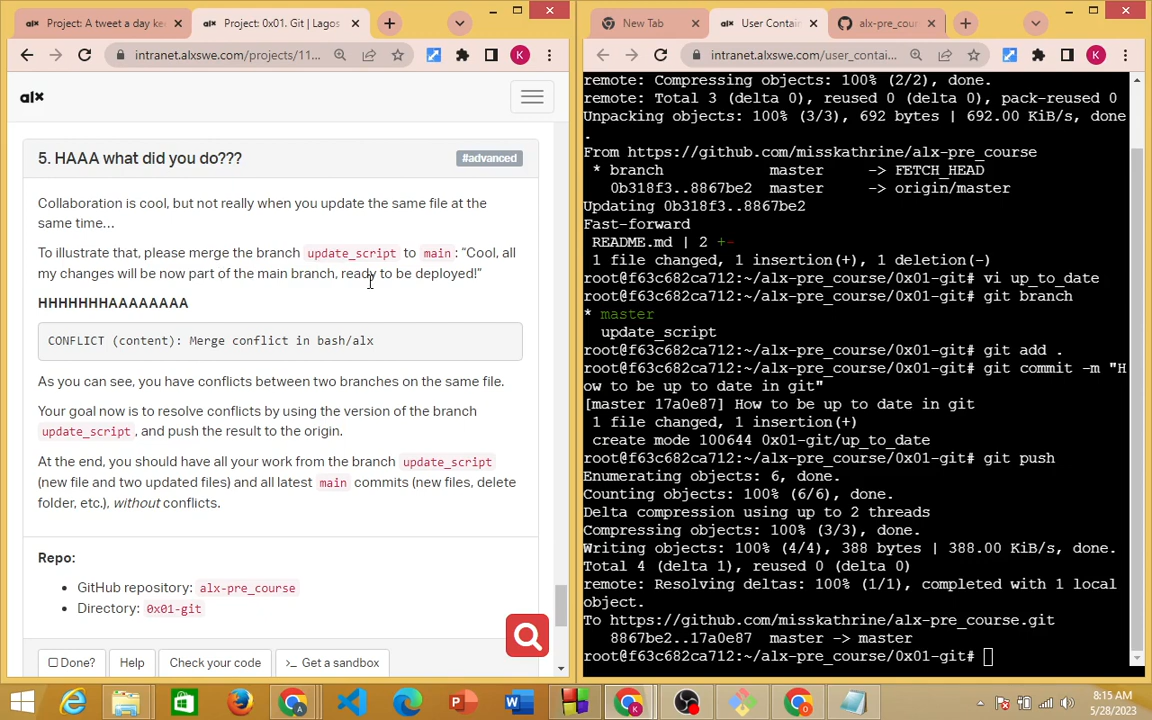 Project: A tweet a day ke
Project: 0x01. Git | Lagos
New Tab
User Contain
alx-pre_cour
intranet.alxswe.com/projects/11...
intranet.alxswe.com/user_contai...
K
K
alx
5. HAAA what did you do???
#advanced
Collaboration is cool, but not really when you update the same file at the
same time…
To illustrate that, please merge the branch update_script to main : “Cool, all
my changes will be now part of the main branch, ready to be deployed!”
HHHHHHHAAAAAAAA
CONFLICT (content): Merge conflict in bash/alx
As you can see, you have conflicts between two branches on the same file.
Your goal now is to resolve conflicts by using the version of the branch
update_script , and push the result to the origin.
At the end, you should have all your work from the branch update_script
(new file and two updated files) and all latest main commits (new files, delete
folder, etc.), without conflicts.
Repo:
GitHub repository: alx-pre_course
Directory: 0x01-git
Done?
Help
Check your code
>_ Get a sandbox
remote: Compressing objects: 100% (2/2), done.
remote: Total 3 (delta 0), reused 0 (delta 0), pack-reused 0
Unpacking objects: 100% (3/3), 692 bytes | 692.00 KiB/s, done
.
From https://github.com/misskathrine/alx-pre_course
* branch master -> FETCH_HEAD
0b318f3..8867be2 master -> origin/master
Updating 0b318f3..8867be2
Fast-forward
README.md | 2 +-
1 file changed, 1 insertion(+), 1 deletion(-)
root@f63c682ca712:~/alx-pre_course/0x01-git# vi up_to_date
root@f63c682ca712:~/alx-pre_course/0x01-git# git branch
* master
update_script
root@f63c682ca712:~/alx-pre_course/0x01-git# git add .
root@f63c682ca712:~/alx-pre_course/0x01-git# git commit -m "H
ow to be up to date in git"
[master 17a0e87] How to be up to date in git
1 file changed, 1 insertion(+)
create mode 100644 0x01-git/up_to_date
root@f63c682ca712:~/alx-pre_course/0x01-git# git push
Enumerating objects: 6, done.
Counting objects: 100% (6/6), done.
Delta compression using up to 2 threads
Compressing objects: 100% (3/3), done.
Writing objects: 100% (4/4), 388 bytes | 388.00 KiB/s, done.
Total 4 (delta 1), reused 0 (delta 0)
remote: Resolving deltas: 100% (1/1), completed with 1 local
object.
To https://github.com/misskathrine/alx-pre_course.git
8867be2..17a0e87 master -> master
root@f63c682ca712:~/alx-pre_course/0x01-git#
8:15 AM
5/28/2023